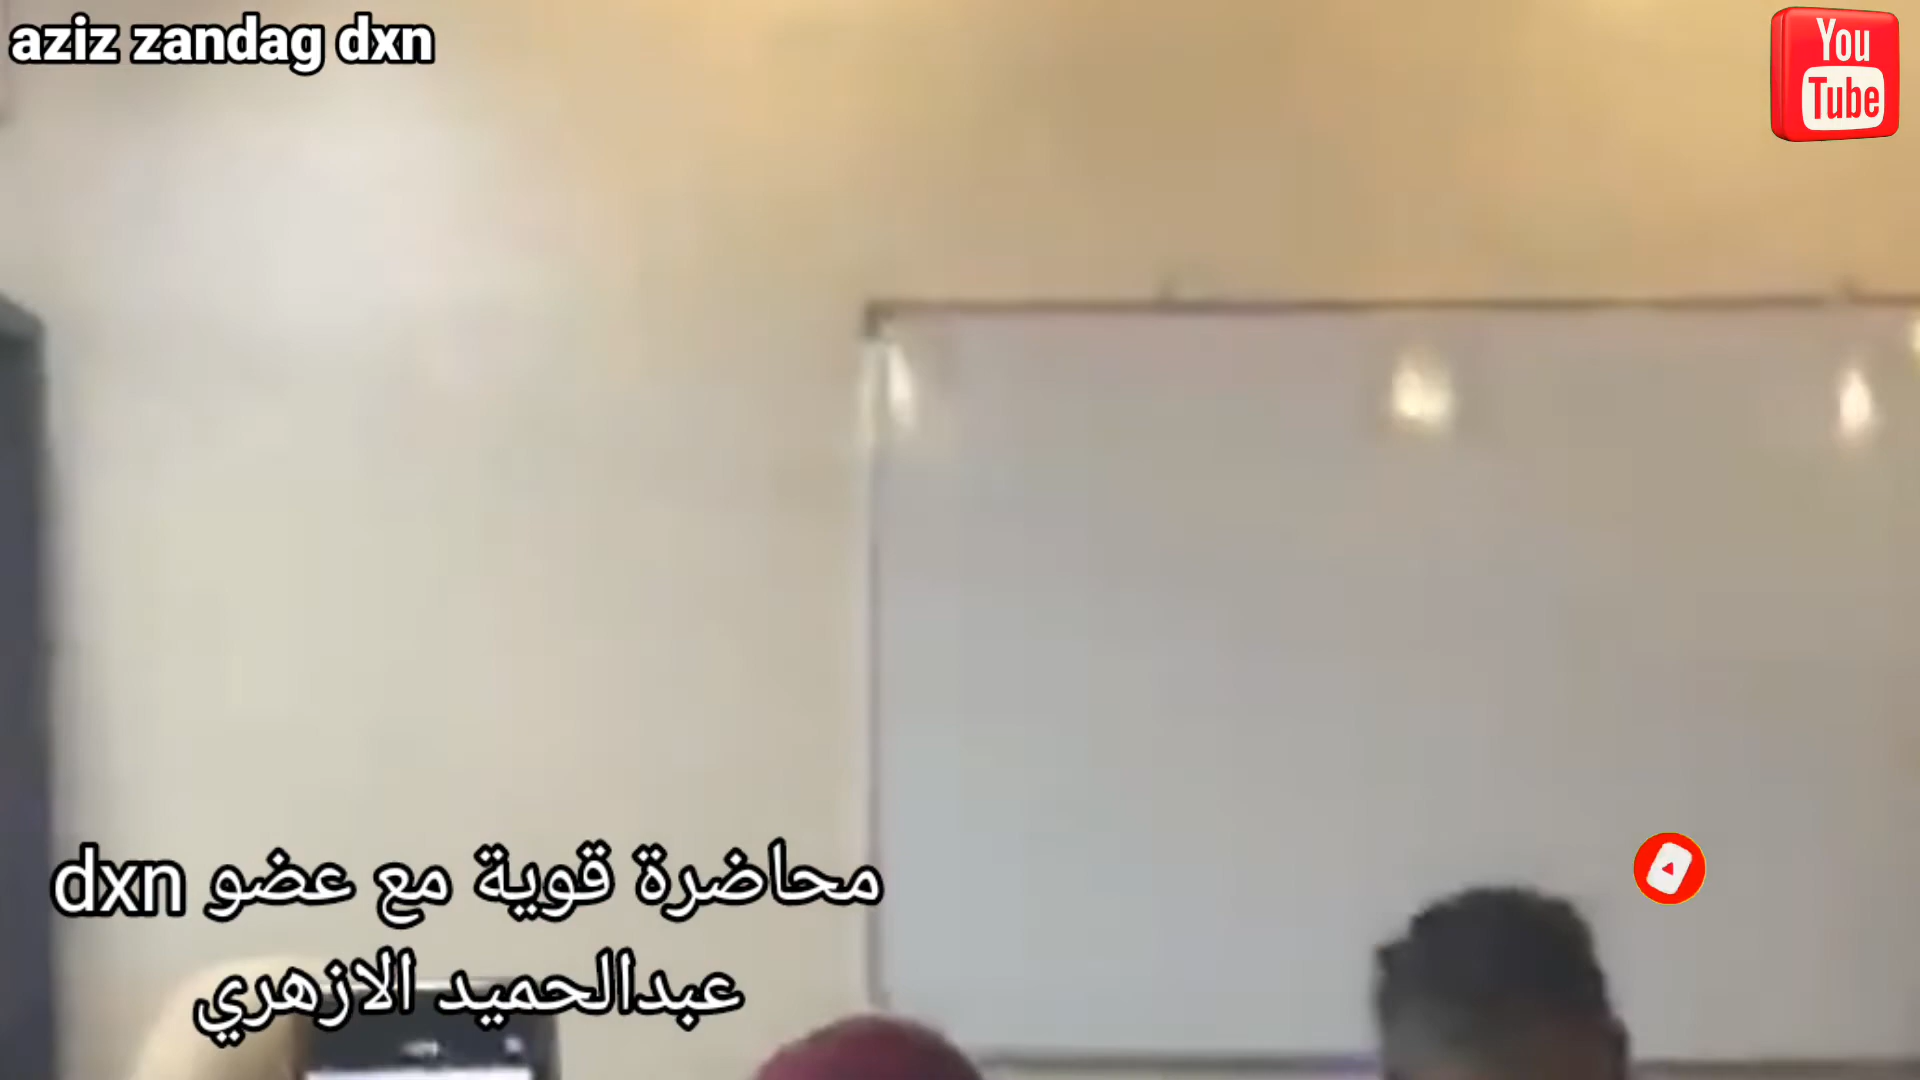 aziz zandag dxn
You
Tube
محاضرة قوية مع عضو dxn
عبدالحميد الازهري